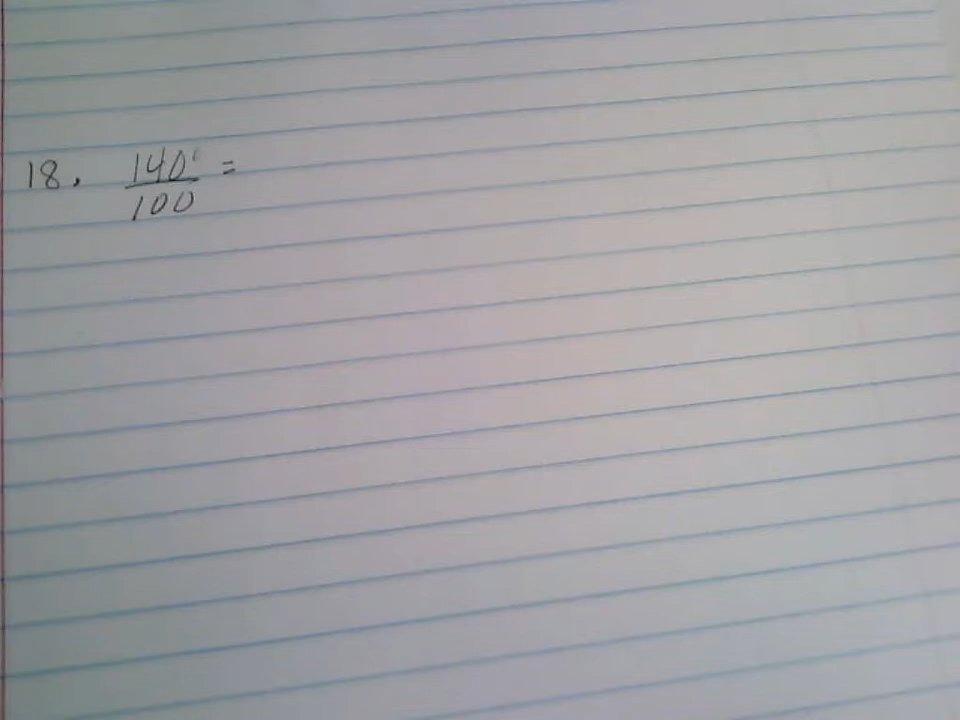 18. 140/100 =